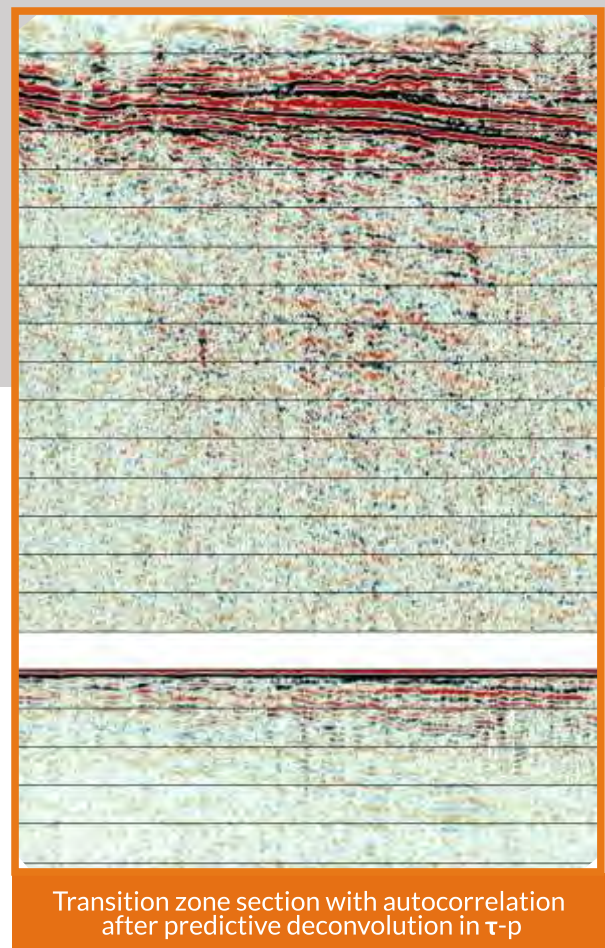 Transition zone section with autocorrelation
after predictive deconvolution in τ-p